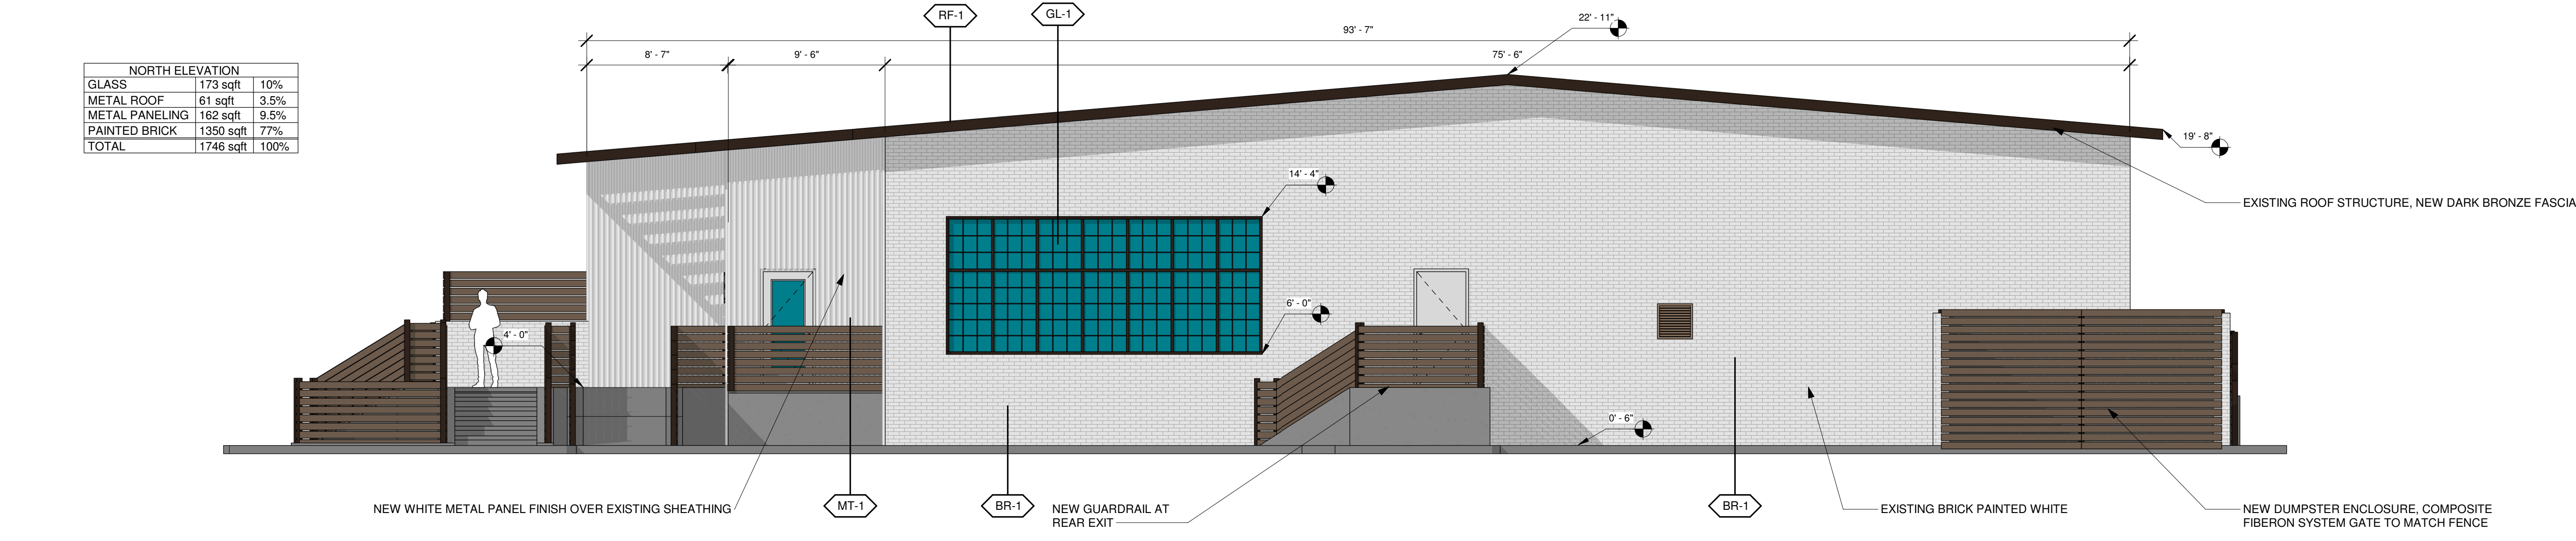 RF-1
GL-1
22' - 11"
93' - 7"
8' - 7"
9' - 6"
75' - 6"
NORTH ELEVATION
GLASS 173 sqft 10%
METAL ROOF 61 sqft 3.5%
METAL PANELING 162 sqft 9.5%
PAINTED BRICK 1350 sqft 77%
TOTAL 1746 sqft 100%
19' - 8"
14' - 4"
EXISTING ROOF STRUCTURE, NEW DARK BRONZE FASCIA
6' - 0"
4' - 0"
0' - 6"
NEW WHITE METAL PANEL FINISH OVER EXISTING SHEATHING
MT-1
BR-1
NEW GUARDRAIL AT
REAR EXIT
BR-1
EXISTING BRICK PAINTED WHITE
NEW DUMPSTER ENCLOSURE, COMPOSITE
FIBERON SYSTEM GATE TO MATCH FENCE